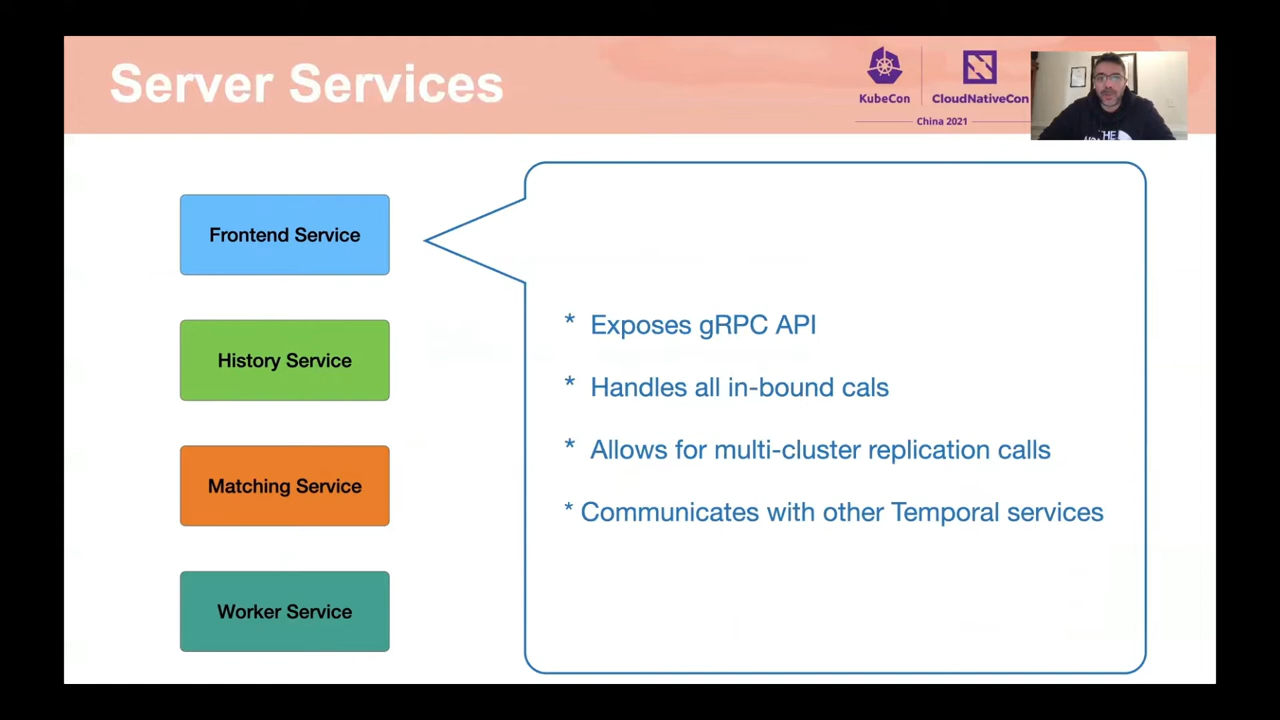 Server Services
KubeCon
CloudNativeCon
China 2021
THE
Frontend Service
History Service
Matching Service
Worker Service
* Exposes gRPC API
* Handles all in-bound cals
* Allows for multi-cluster replication calls
* Communicates with other Temporal services